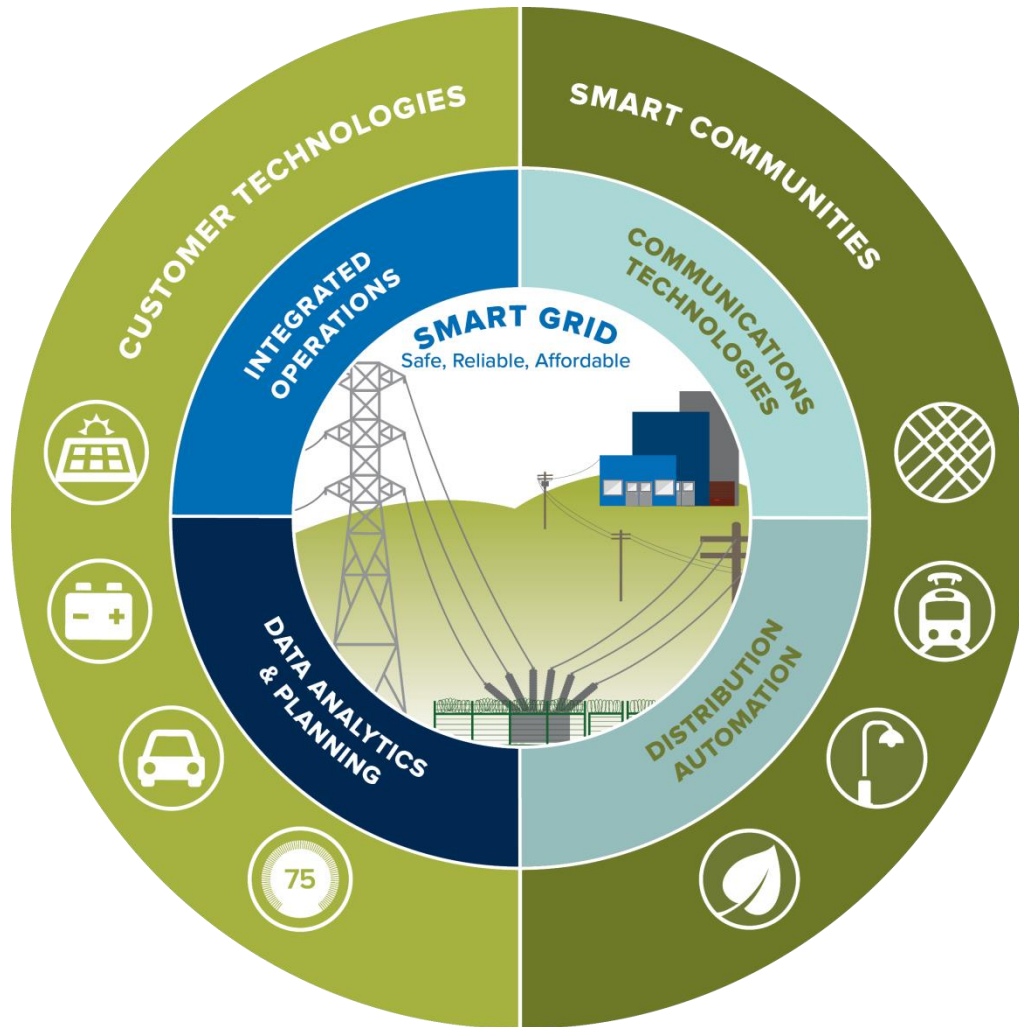 CUSTOMER TECHNOLOGIES
SMART COMMUNITIES
INTEGRATED
OPERATIONS
COMMUNICATIONS
TECHNOLOGIES
SMART GRID
Safe, Reliable, Affordable
DATA ANALYTICS
& PLANNING
DISTRIBUTION
AUTOMATION
75